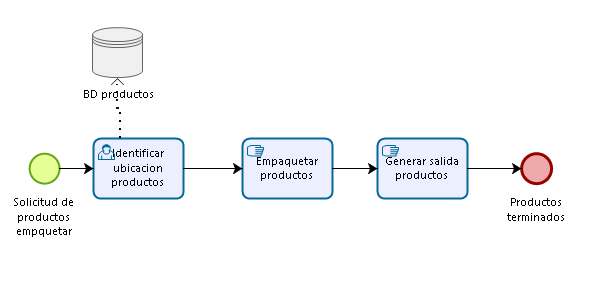 BD productos
Identificar
ubicacion
productos
Empaquetar
productos
Generar salida
productos
Solicitud de
productos
empquetar
Productos
terminados